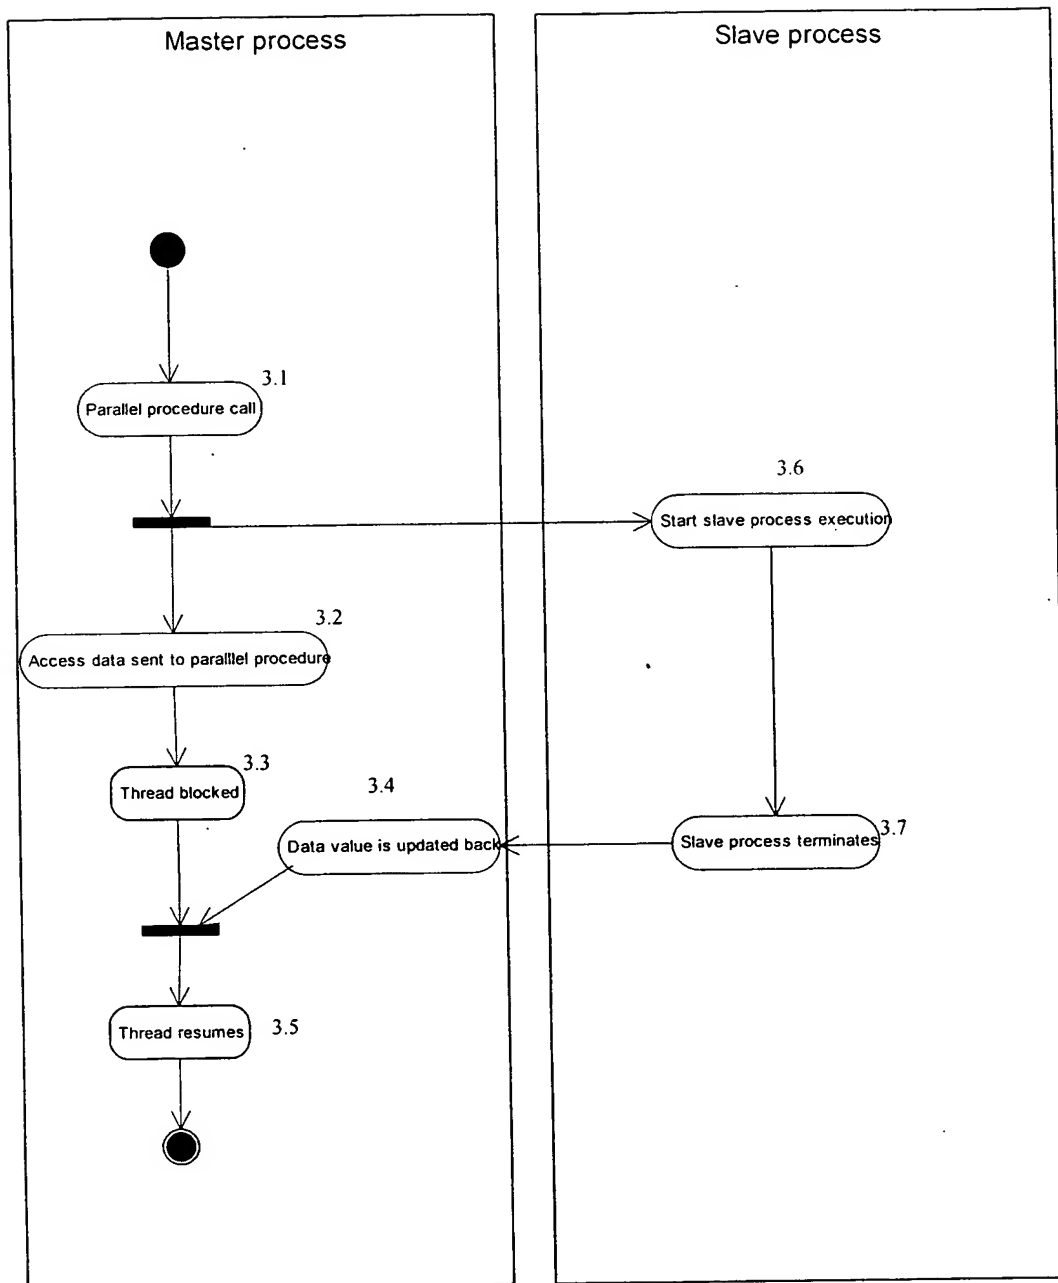 Master process
Slave process
3.1
Parallel procedure call
3.6
Start slave process execution
3.2
Access data sent to paralllel procedure
3.3
Thread blocked
3.4
Data value is updated back
3.7
Slave process terminates
Thread resumes
3.5